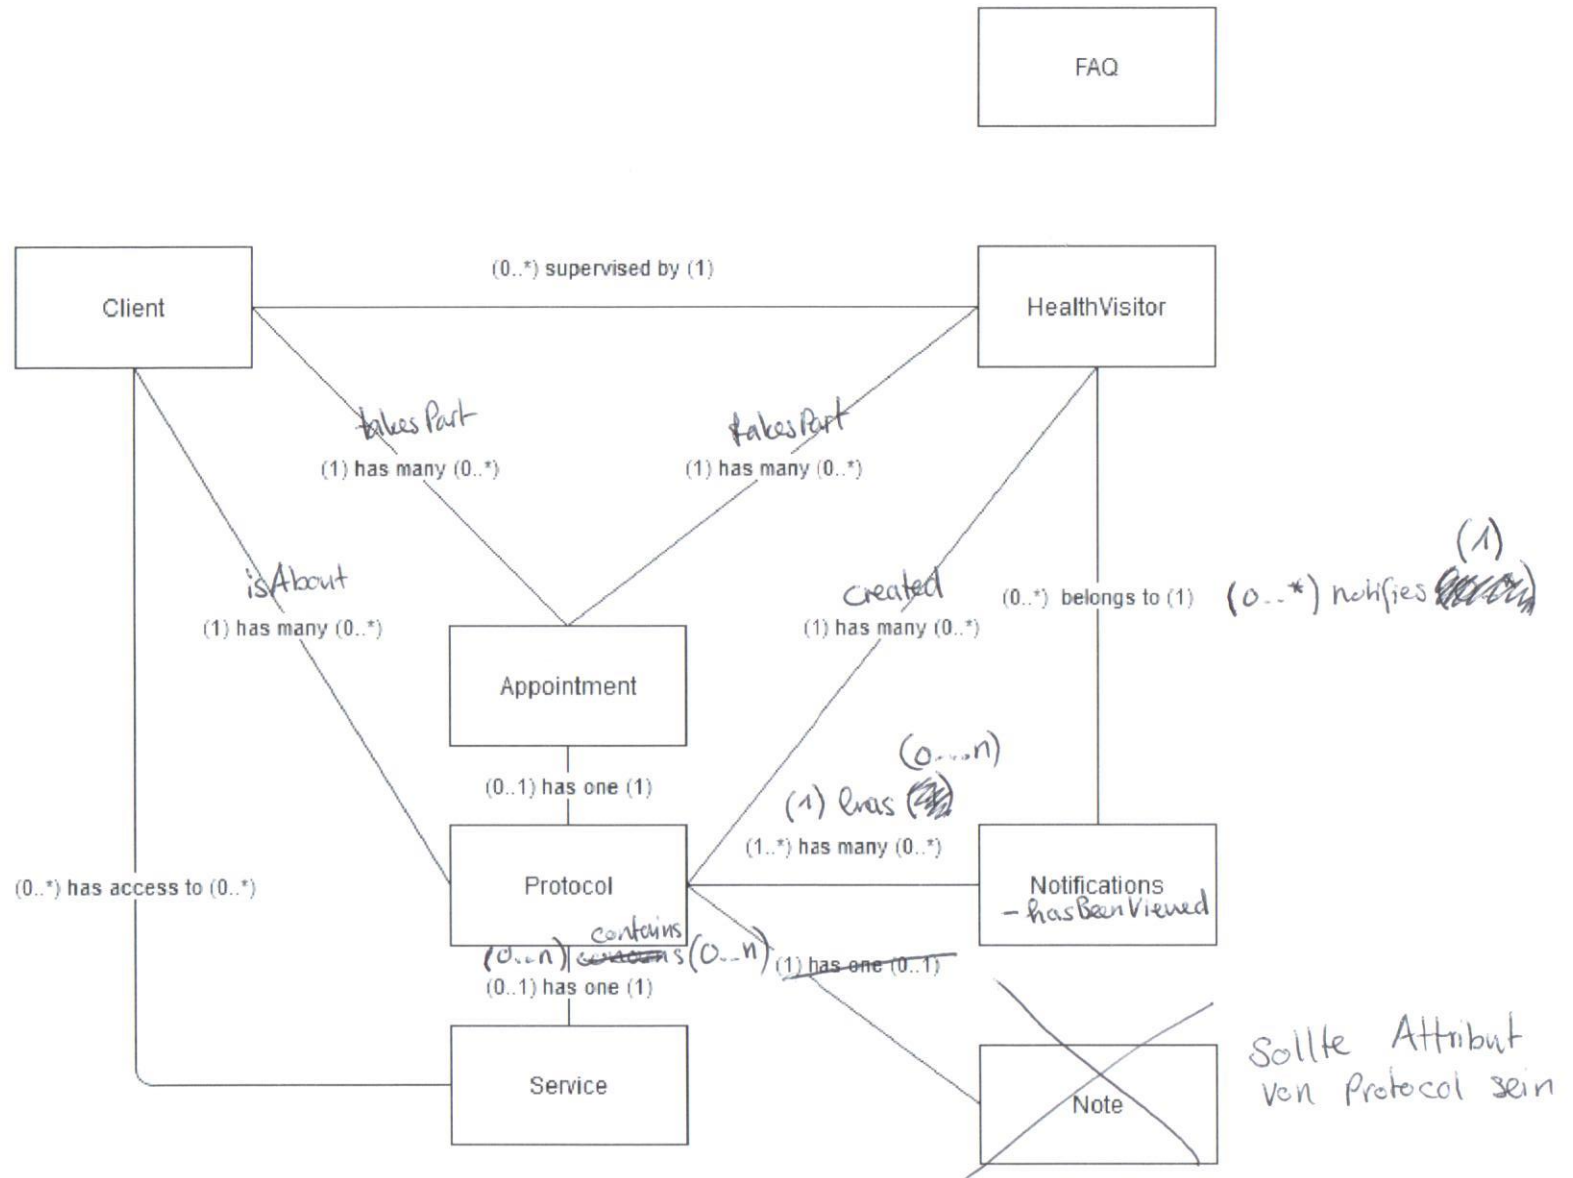 FAQ
(0..*) supervised by (1)
Client
HealthVisitor
takesPart
takesPart
(1) has many (0..*)
(1) has many (0..*)
(1)
isAbout
created
(0..*) belongs to (1)
(0..*) notifies
(1) has many (0..*)
(1) has many (0..*)
Appointment
(0....n)
(0..1) has one (1)
(1) has
(1..*) has many (0..*)
(0..*) has access to (0..*)
Protocol
Notifications
- hasBeenViewed
contains
(0...n) (0...n)
(1) has one (0..1)
(0..1) has one (1)
Service
Note
Sollte Attribut
von Protocol sein